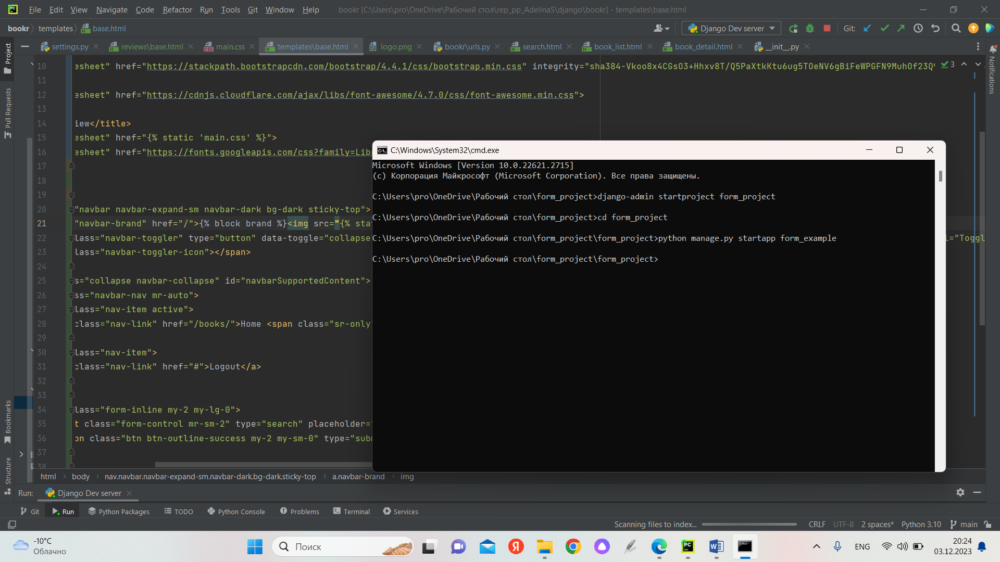 File Edit View Navigate Code Refactor Run Tools Git Window Help bookr [C:\Users\pro\OneDrive\Рабочий стол\rep_pp_AdelinaS\django\bookr] - templates\base.html
bookr templates base.html Django Dev server Git:
settings.py reviews\base.html main.css templates\base.html logo.png bookr\urls.py search.html book_list.html book_detail.html __init__.py
Project
Pull Requests
Bookmarks
Structure
Notifications
3
10 esheet" href="https://stackpath.bootstrapcdn.com/bootstrap/4.4.1/css/bootstrap.min.css" integrity="sha384-Vkoo8x4CGsO3+Hhxv8T/Q5PaXtkKtu6ug5TOeNV6gBiFeWPGFN9MuhOf23Q9
11
12 esheet" href="https://cdnjs.cloudflare.com/ajax/libs/font-awesome/4.7.0/css/font-awesome.min.css">
13
14 iew</title>
15 esheet" href="{% static 'main.css' %}">
16 esheet" href="https://fonts.googleapis.com/css?family=Lib
17
18
19
20 "navbar navbar-expand-sm navbar-dark bg-dark sticky-top">
21 "navbar-brand" href="/">{% block brand %}<img src="{% sta
22 lass="navbar-toggler" type="button" data-toggle="collapse l="Toggl
23 lass="navbar-toggler-icon"></span>
24
25 s="collapse navbar-collapse" id="navbarSupportedContent">
26 ss="navbar-nav mr-auto">
27 lass="nav-item active">
28 class="nav-link" href="/books/">Home <span class="sr-only"
29
30 lass="nav-item">
31 class="nav-link" href="#">Logout</a>
32
33
34 lass="form-inline my-2 my-lg-0">
35 t class="form-control mr-sm-2" type="search" placeholder="
36 on class="btn btn-outline-success my-2 my-sm-0" type="subm
37
38
C:\Windows\System32\cmd.exe
Microsoft Windows [Version 10.0.22621.2715]
(c) Корпорация Майкрософт (Microsoft Corporation). Все права защищены.
C:\Users\pro\OneDrive\Рабочий стол\form_project>django-admin startproject form_project
C:\Users\pro\OneDrive\Рабочий стол\form_project>cd form_project
C:\Users\pro\OneDrive\Рабочий стол\form_project\form_project>python manage.py startapp form_example
C:\Users\pro\OneDrive\Рабочий стол\form_project\form_project>
html body nav.navbar.navbar-expand-sm.navbar-dark.bg-dark.sticky-top a.navbar-brand img
Run: Django Dev server
Git Run Python Packages TODO Python Console Problems Terminal Services
Scanning files to index... CRLF UTF-8 2 spaces* Python 3.10 main
-10°C
Облачно
Поиск
ENG
20:24
03.12.2023